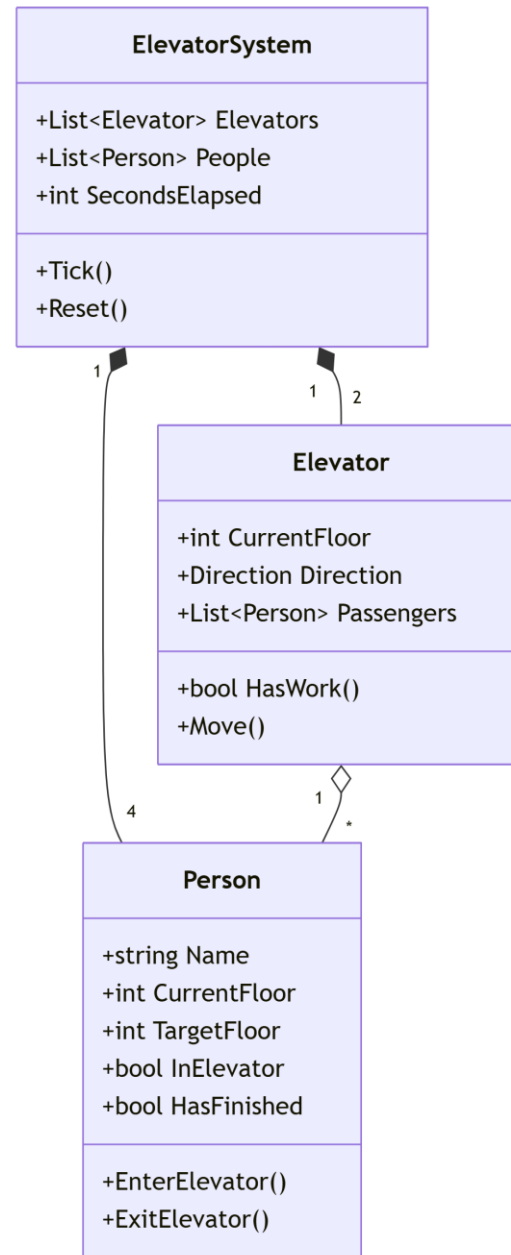 ElevatorSystem
+List<Elevator> Elevators
+List<Person> People
+int SecondsElapsed
+Tick()
+Reset()
1
1
2
Elevator
+int CurrentFloor
+Direction Direction
+List<Person> Passengers
+bool HasWork()
+Move()
1
*
4
Person
+string Name
+int CurrentFloor
+int TargetFloor
+bool InElevator
+bool HasFinished
+EnterElevator()
+ExitElevator()